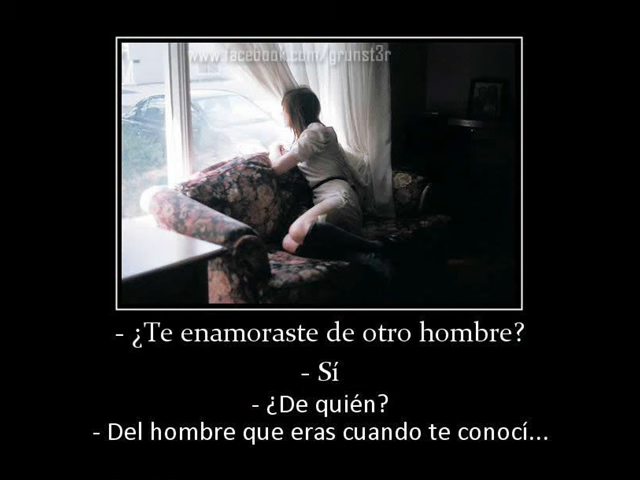 www.facebook.com/grunst3r
- ¿Te enamoraste de otro hombre?
- Sí
- ¿De quién?
- Del hombre que eras cuando te conocí...